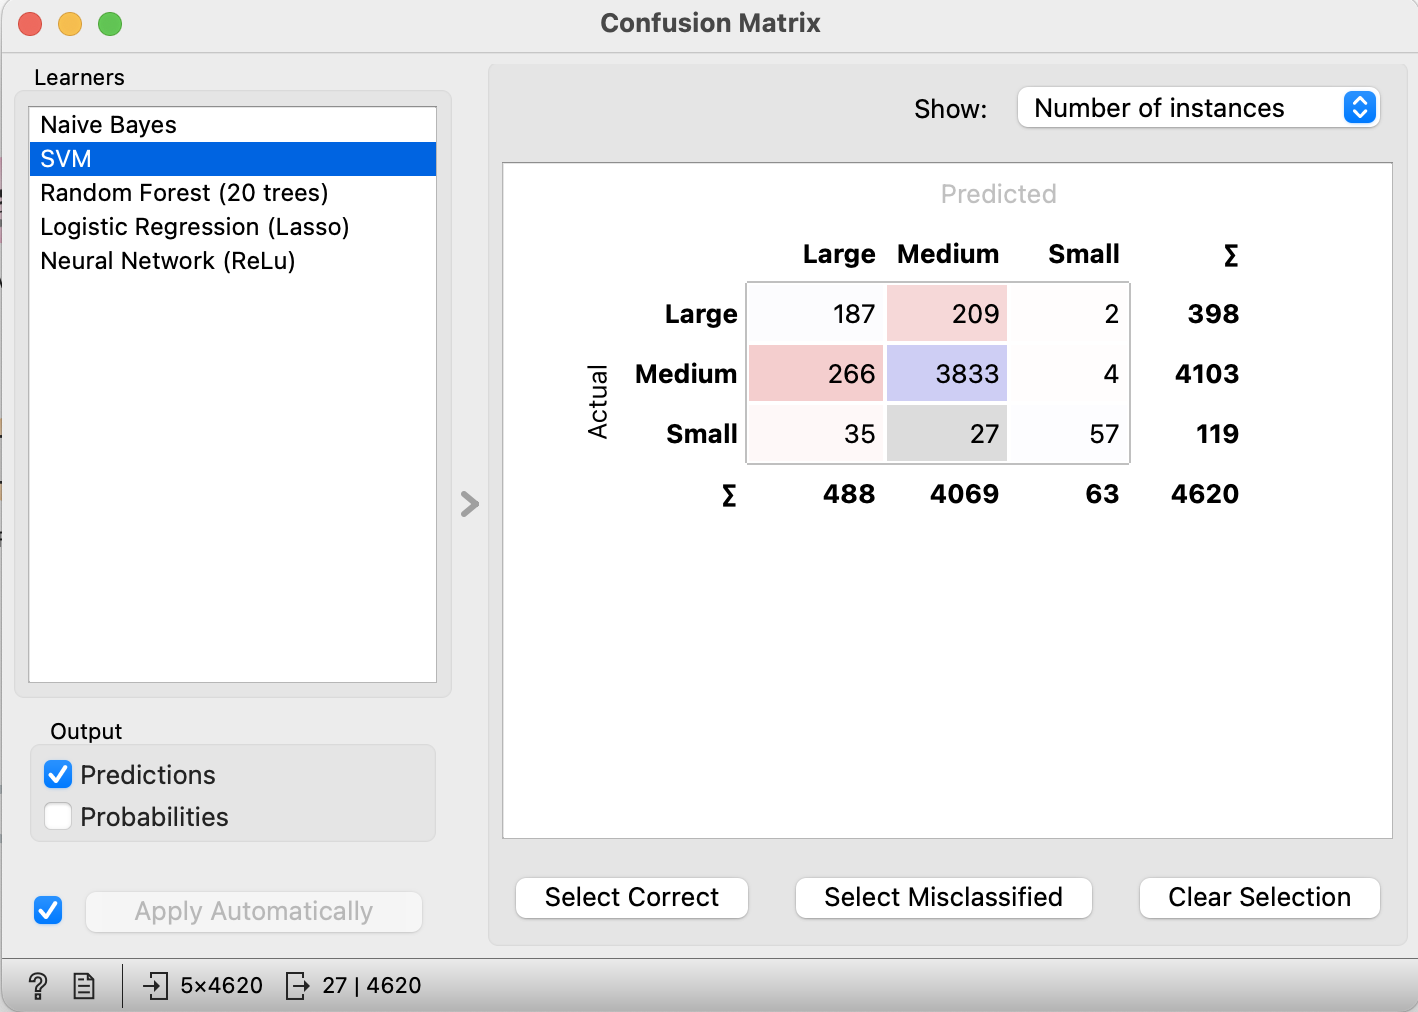 Confusion Matrix
Learners
Naive Bayes
SVM
Random Forest (20 trees)
Logistic Regression (Lasso)
Neural Network (ReLu)
Output
Predictions
Probabilities
Apply Automatically
Show: Number of instances
Predicted
Large Medium Small Σ
Actual
Large 187 209 2 398
Medium 266 3833 4 4103
Small 35 27 57 119
Σ 488 4069 63 4620
Select Correct Select Misclassified Clear Selection
? 5×4620 27 | 4620